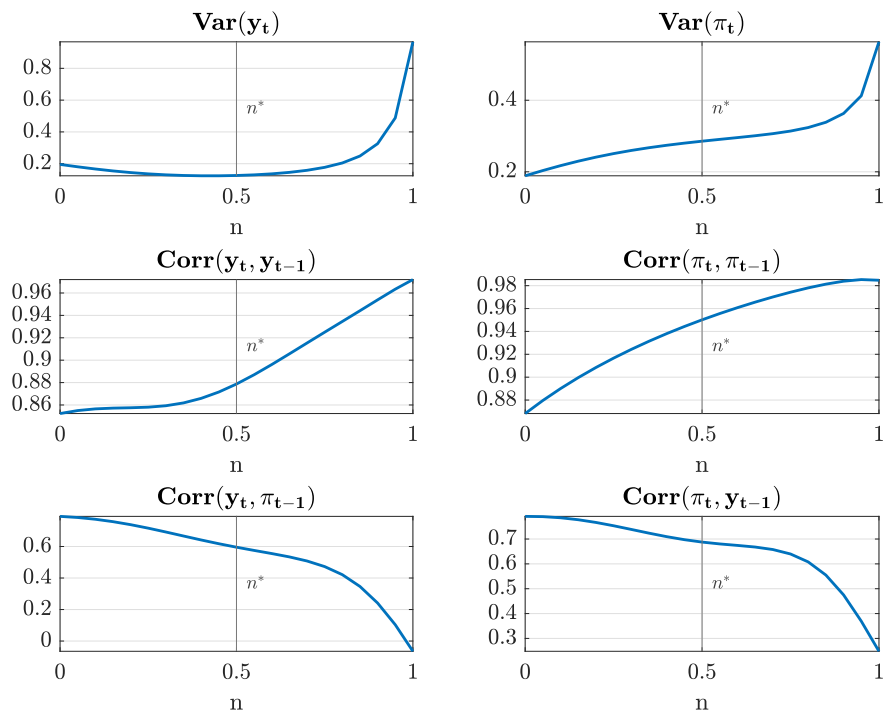 Var(y_t)
0.8
0.6
0.4
0.2
n*
0 0.5 1
n
Var(π_t)
0.4
0.2
n*
0 0.5 1
n
Corr(y_t, y_{t−1})
0.96
0.94
0.92
0.9
0.88
0.86
n*
0 0.5 1
n
Corr(π_t, π_{t−1})
0.98
0.96
0.94
0.92
0.9
0.88
n*
0 0.5 1
n
Corr(y_t, π_{t−1})
0.6
0.4
0.2
0
n*
0 0.5 1
n
Corr(π_t, y_{t−1})
0.7
0.6
0.5
0.4
0.3
n*
0 0.5 1
n